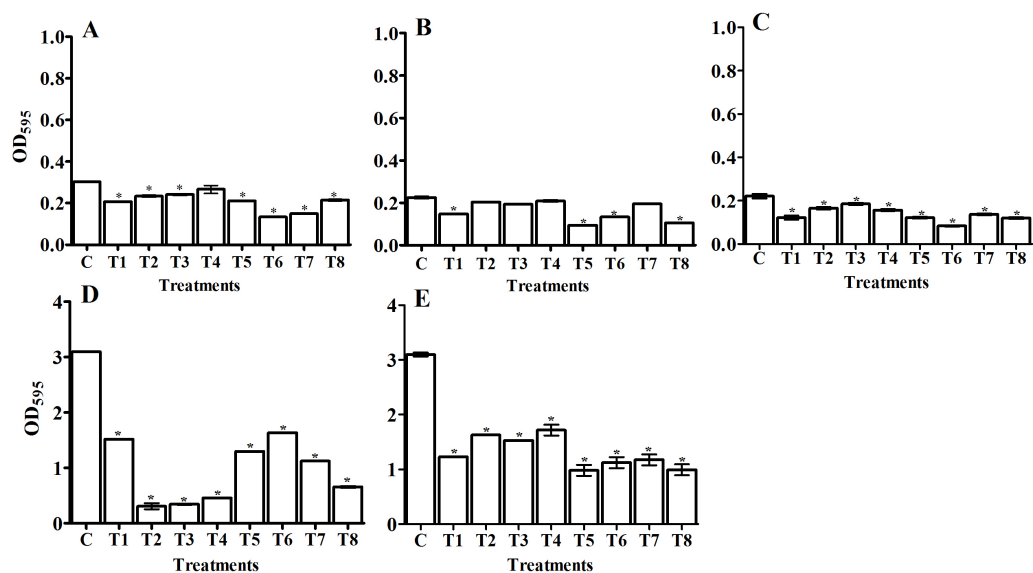 A
1.0
0.8
0.6
0.4
0.2
0.0
OD595
* * * * * * *
C T1 T2 T3 T4 T5 T6 T7 T8
Treatments
B
1.0
0.8
0.6
0.4
0.2
0.0
* * * *
C T1 T2 T3 T4 T5 T6 T7 T8
Treatments
C
1.0
0.8
0.6
0.4
0.2
0.0
* * * * * * * *
C T1 T2 T3 T4 T5 T6 T7 T8
Treatments
D
4
3
2
1
0
OD595
* * * * * * * *
C T1 T2 T3 T4 T5 T6 T7 T8
Treatments
E
4
3
2
1
0
* * * * * * * *
C T1 T2 T3 T4 T5 T6 T7 T8
Treatments